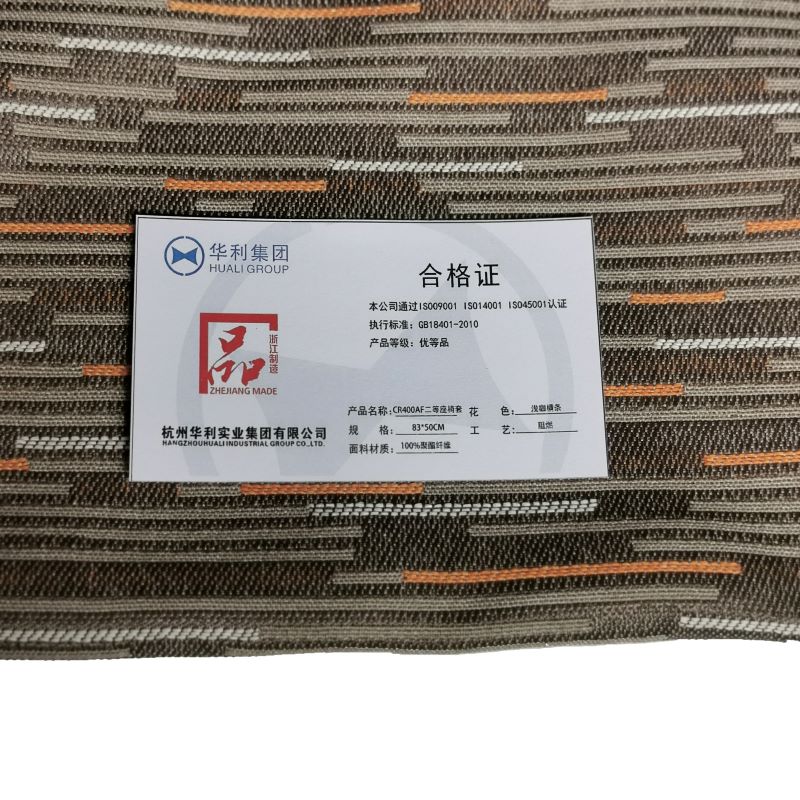 华利集团
HUALI GROUP
合格证
本公司通过ISO09001 ISO14001 ISO45001认证
执行标准：GB18401-2010
产品等级：优等品
品
浙江制造
ZHEJIANG MADE
产品名称：CR400AF二等座椅套 花 色：浅咖横条
规 格：83*50CM 工 艺：阻燃
面料材质：100%聚酯纤维
杭州华利实业集团有限公司
HANGZHOUHUALI INDUSTRIAL GROUP CO.,LTD.